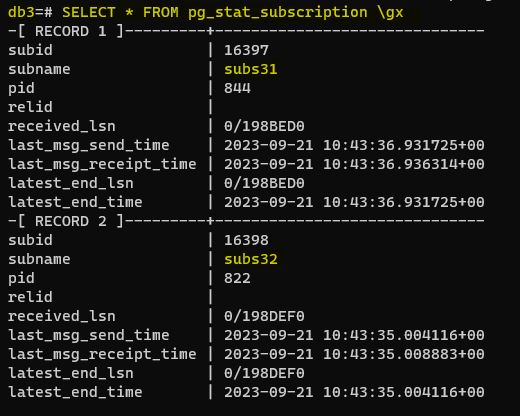 db3=# SELECT * FROM pg_stat_subscription \gx
-[ RECORD 1 ]---------+------------------------------
subid                 | 16397
subname               | subs31
pid                   | 844
relid                 |
received_lsn          | 0/198BED0
last_msg_send_time    | 2023-09-21 10:43:36.931725+00
last_msg_receipt_time | 2023-09-21 10:43:36.936314+00
latest_end_lsn        | 0/198BED0
latest_end_time       | 2023-09-21 10:43:36.931725+00
-[ RECORD 2 ]---------+------------------------------
subid                 | 16398
subname               | subs32
pid                   | 822
relid                 |
received_lsn          | 0/198DEF0
last_msg_send_time    | 2023-09-21 10:43:35.004116+00
last_msg_receipt_time | 2023-09-21 10:43:35.008883+00
latest_end_lsn        | 0/198DEF0
latest_end_time       | 2023-09-21 10:43:35.004116+00